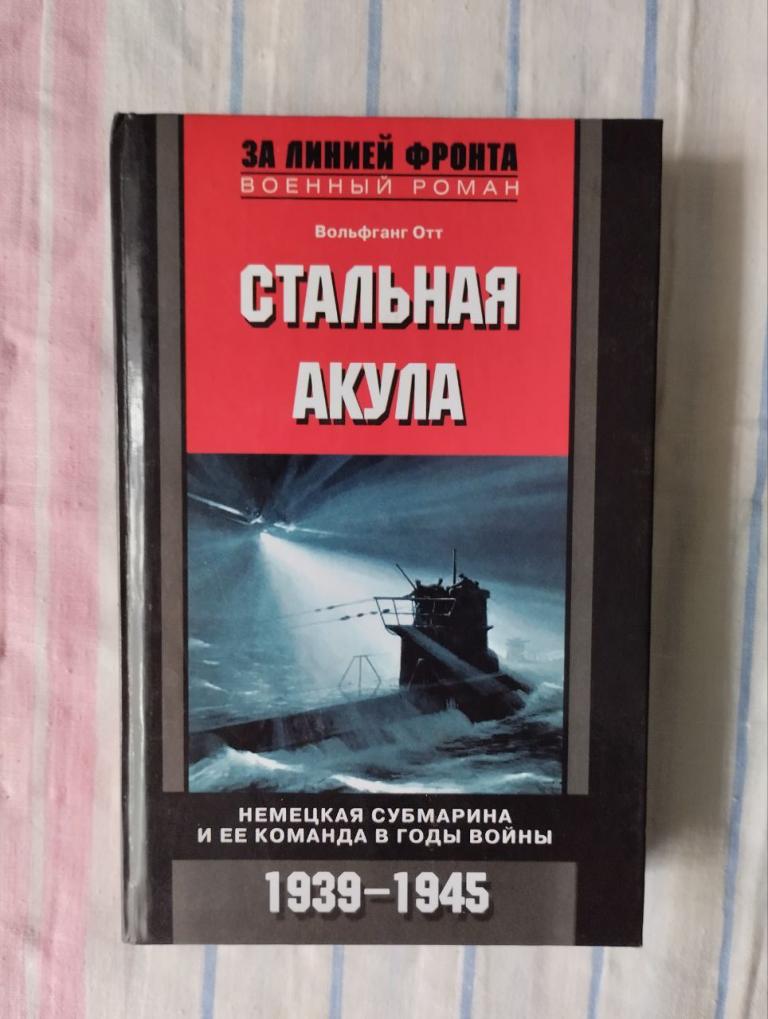 ЗА ЛИНИЕЙ ФРОНТА
ВОЕННЫЙ РОМАН
Вольфганг Отт
СТАЛЬНАЯ
АКУЛА
НЕМЕЦКАЯ СУБМАРИНА
И ЕЕ КОМАНДА В ГОДЫ ВОЙНЫ
1939–1945